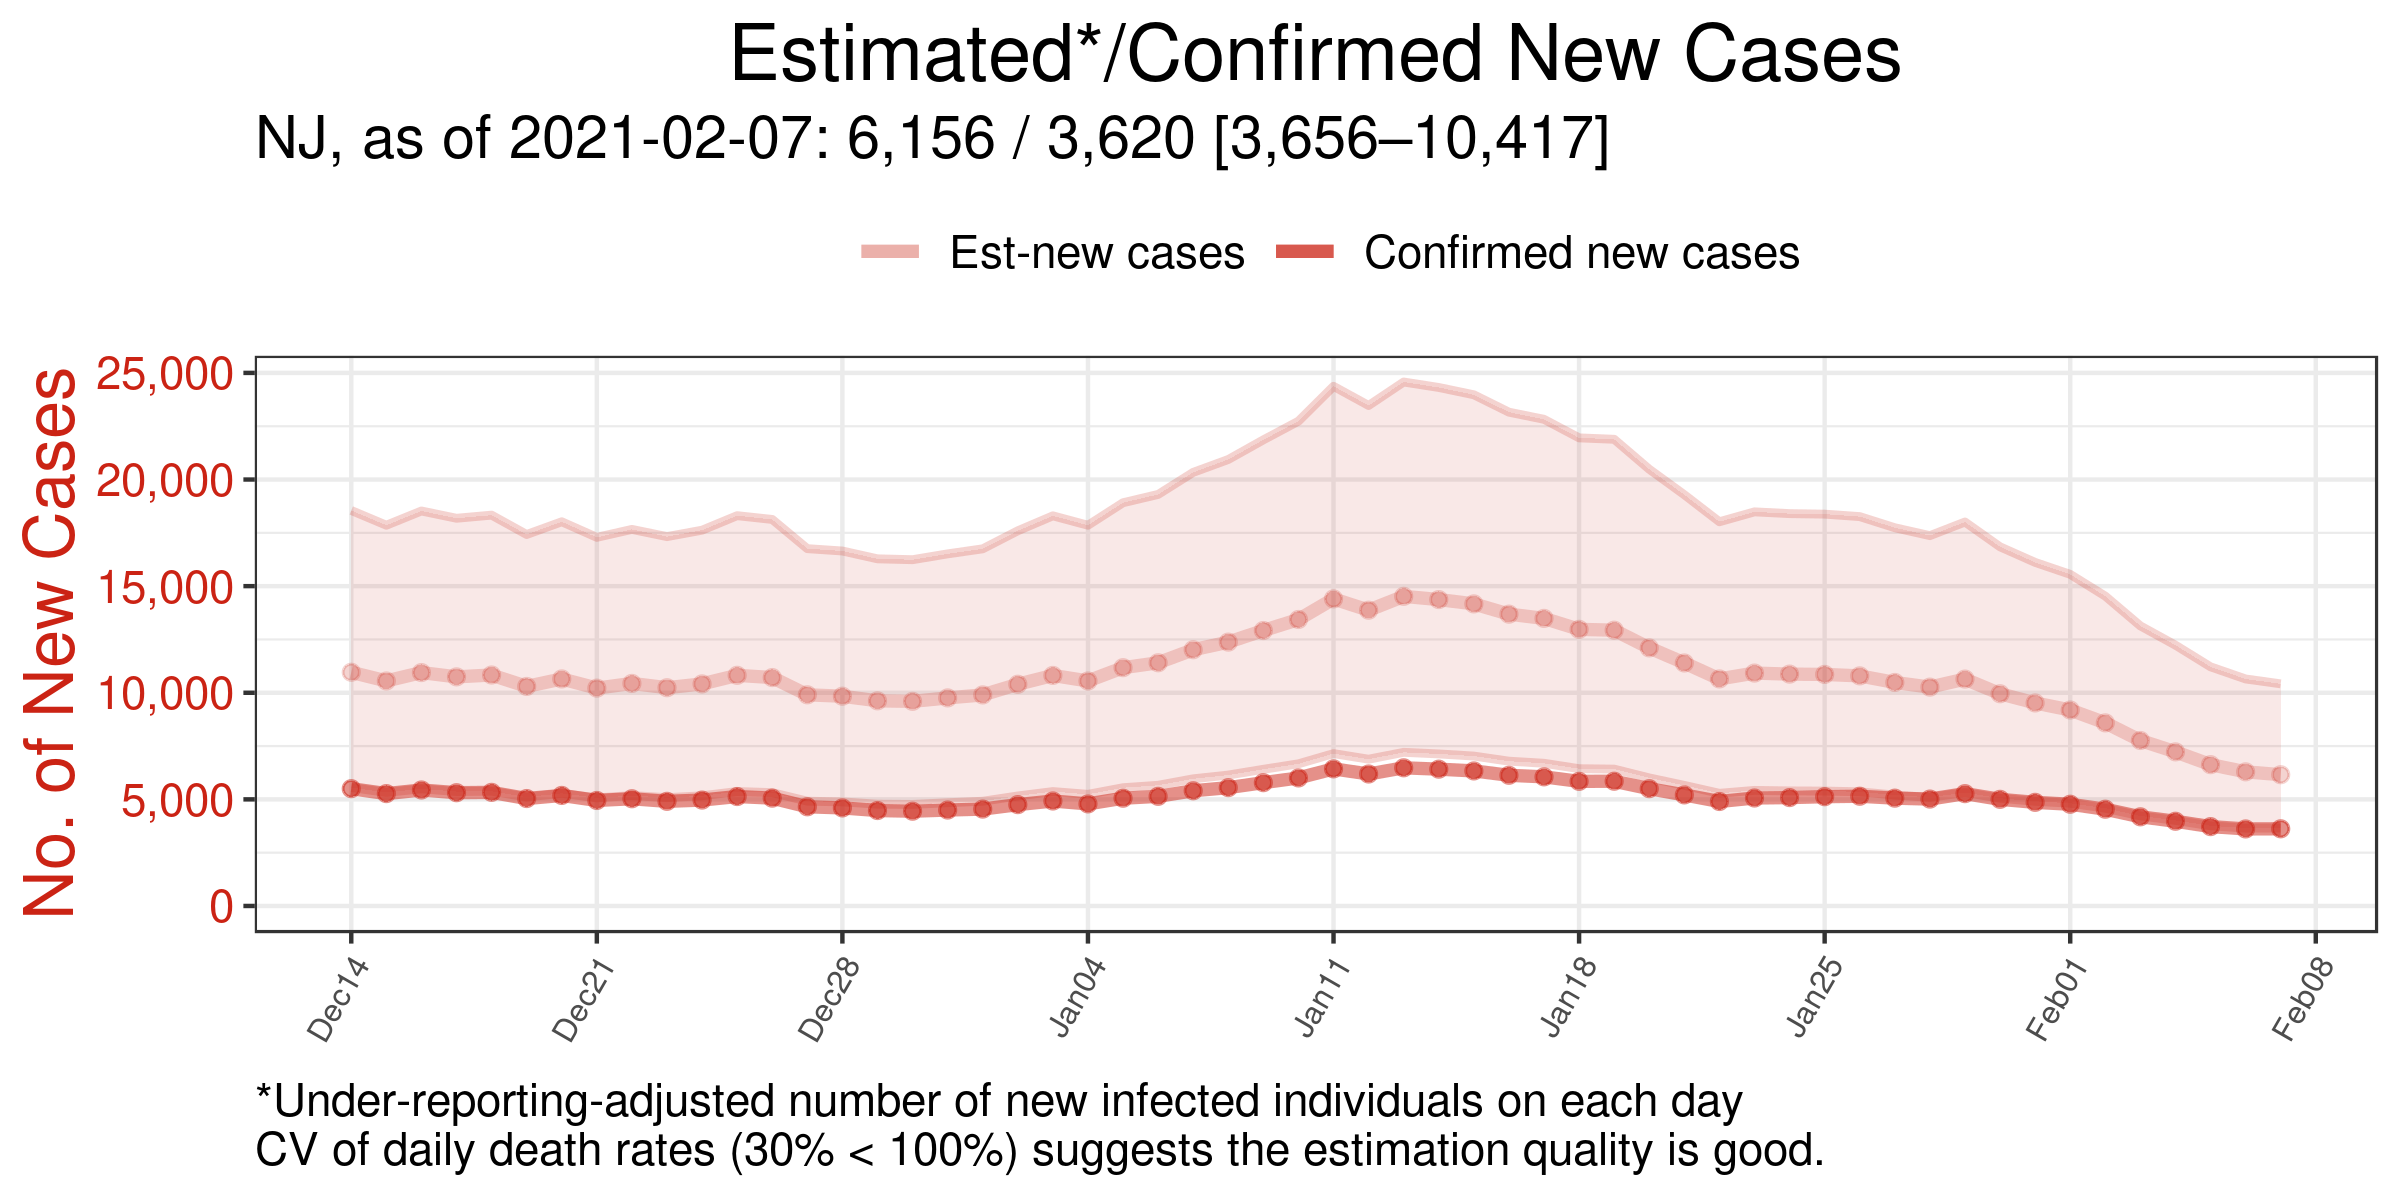 Estimated*/Confirmed New Cases
NJ, as of 2021-02-07: 6,156 / 3,620 [3,656–10,417]
Est-new cases
Confirmed new cases
No. of New Cases
25,000
20,000
15,000
10,000
5,000
0
Dec14
Dec21
Dec28
Jan04
Jan11
Jan18
Jan25
Feb01
Feb08
*Under-reporting-adjusted number of new infected individuals on each day
CV of daily death rates (30% < 100%) suggests the estimation quality is good.